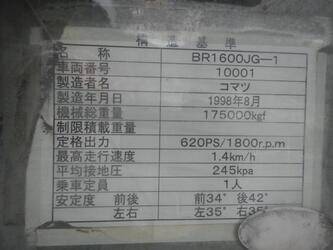 構造基準
名称 BR1600JG-1
車両番号 10001
製造者名 コマツ
製造年月日 1998年8月
機械総重量 175000kgf
制限積載重量
定格出力 620PS/1800r.p.m
最高走行速度 1.4km/h
平均接地圧 245kpa
乗車定員 1人
安定度 前後 前34° 後42°
左右 左35° 右35°